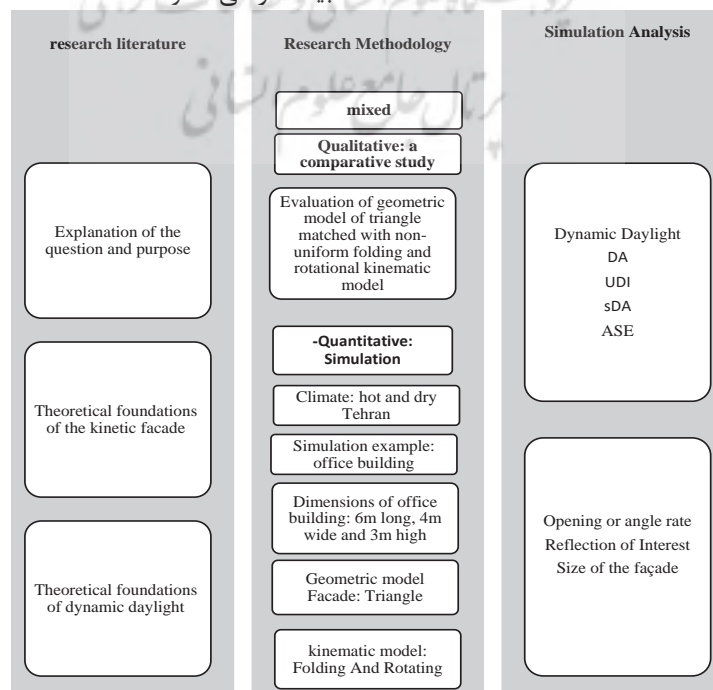 research literature
Explanation of the
question and purpose
Theoretical foundations
of the kinetic facade
Theoretical foundations
of dynamic daylight
Research Methodology
mixed
Qualitative: a
comparative study
Evaluation of geometric
model of triangle
matched with non-
uniform folding and
rotational kinematic
model
-Quantitative:
Simulation
Climate: hot and dry
Tehran
Simulation example:
office building
Dimensions of office
building: 6m long, 4m
wide and 3m high
Geometric model
Facade: Triangle
kinematic model:
Folding And Rotating
Simulation Analysis
Dynamic Daylight
DA
UDI
sDA
ASE
Opening or angle rate
Reflection of Interest
Size of the façade
پرتال جامع علوم انسانی